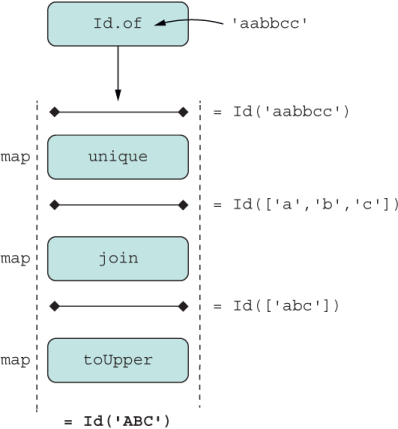 Id.of 'aabbcc'
= Id('aabbcc')
map unique
= Id(['a','b','c'])
map join
= Id(['abc'])
map toUpper
= Id('ABC')